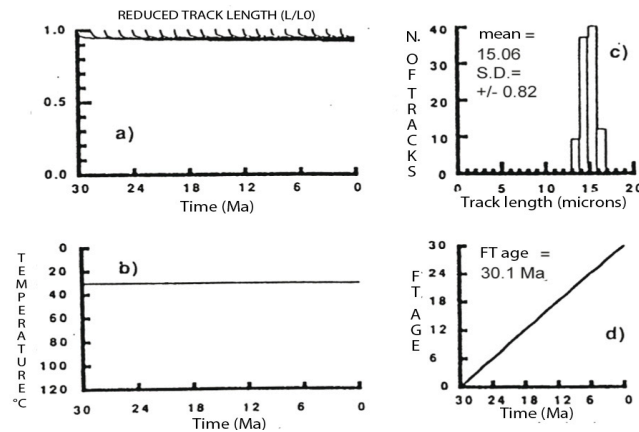 REDUCED TRACK LENGTH (L/L0)
1.0
0.5
0.0
a)
30 24 18 12 6 0
Time (Ma)
N. OF TRACKS
40
30
20
10
0
mean =
15.06
S.D.=
+/- 0.82
c)
0 5 10 15 20
Track length (microns)
TEMPERATURE °C
0
20
40
60
80
100
120
b)
30 24 18 12 6 0
Time (Ma)
FT. AGE
30
24
18
12
6
0
FT age =
30.1 Ma
d)
30 24 18 12 6 0
Time (Ma)